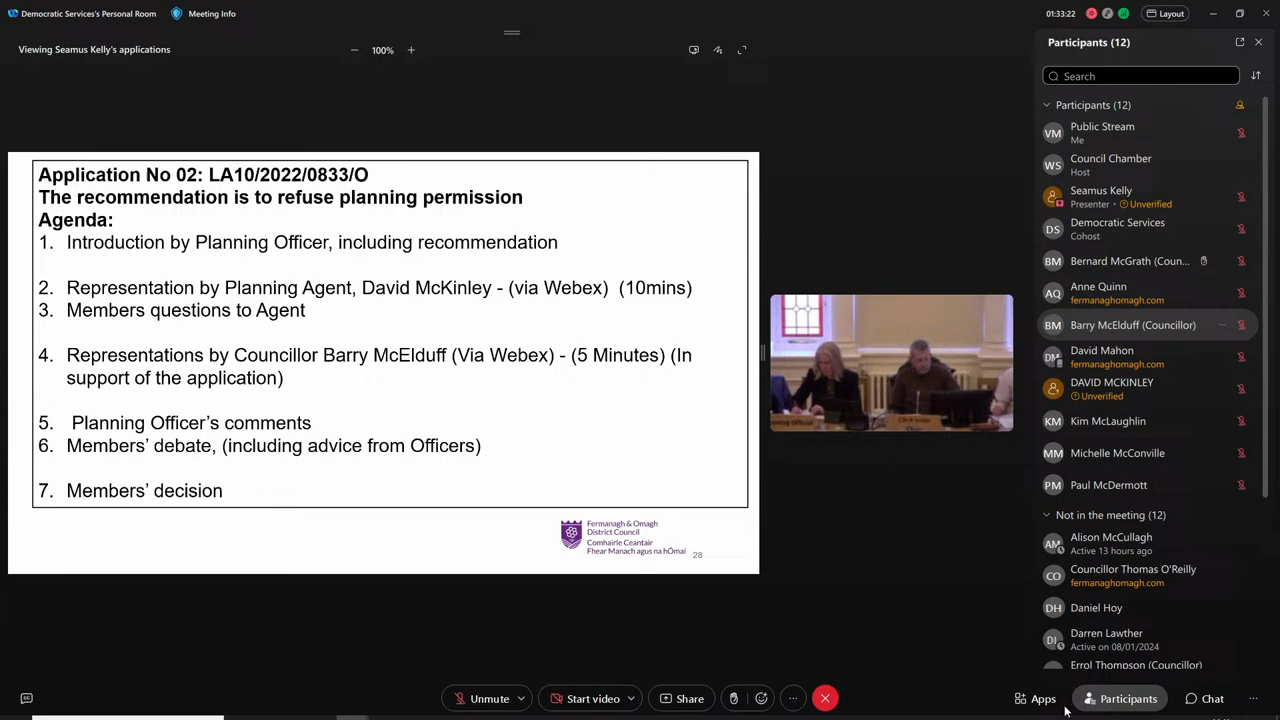 Democratic Services's Personal Room
Meeting Info
01:33:22
Layout
Viewing Seamus Kelly's applications
100%
Application No 02: LA10/2022/0833/O
The recommendation is to refuse planning permission
Agenda:
1. Introduction by Planning Officer, including recommendation
2. Representation by Planning Agent, David McKinley - (via Webex) (10mins)
3. Members questions to Agent
4. Representations by Councillor Barry McElduff (Via Webex) - (5 Minutes) (In
support of the application)
5. Planning Officer's comments
6. Members' debate, (including advice from Officers)
7. Members' decision
Fermanagh & Omagh
District Council
Comhairle Ceantair
Fhear Manach agus na hÓmaí
28
Participants (12)
Search
Participants (12)
VM
Public Stream
Me
WS
Council Chamber
Host
Seamus Kelly
Presenter • Unverified
DS
Democratic Services
Cohost
BM
Bernard McGrath (Coun...
AQ
Anne Quinn
fermanaghomagh.com
BM
Barry McElduff (Councillor)
DM
David Mahon
fermanaghomagh.com
DAVID MCKINLEY
Unverified
KM
Kim McLaughlin
MM
Michelle McConville
PM
Paul McDermott
Not in the meeting (12)
AM
Alison McCullagh
Active 13 hours ago
CO
Councillor Thomas O'Reilly
fermanaghomagh.com
DH
Daniel Hoy
DL
Darren Lawther
Active on 08/01/2024
Errol Thompson (Councillor)
CC
Unmute
Start video
Share
Apps
Participants
Chat